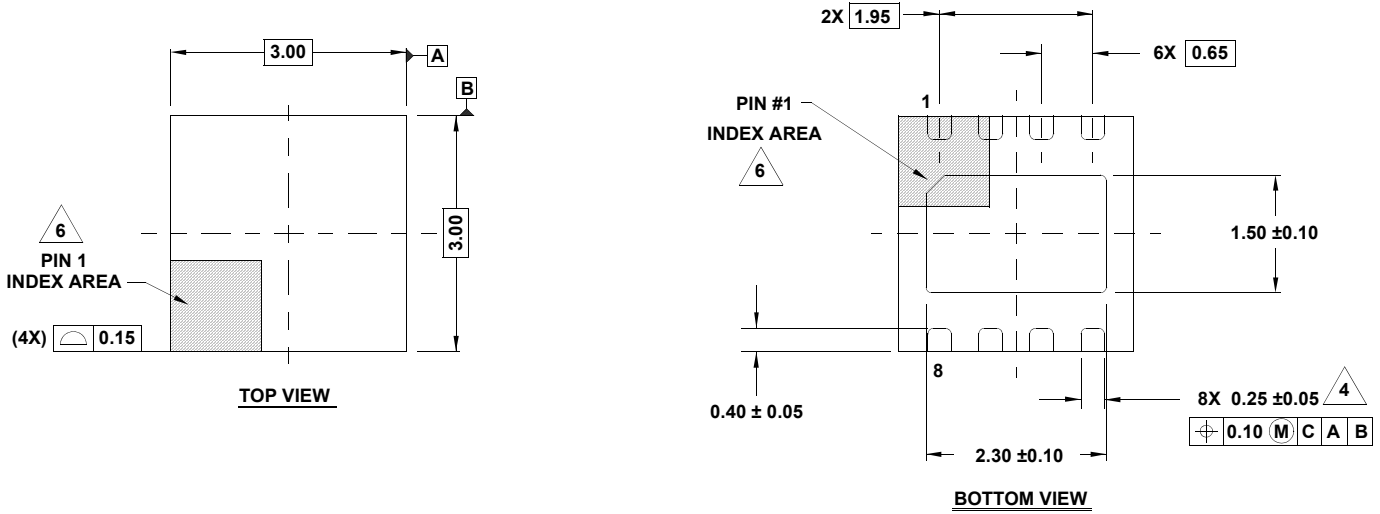 3.00
A
B
3.00
6
PIN 1
INDEX AREA
(4X) 0.15
TOP VIEW
2X 1.95
6X 0.65
PIN #1
INDEX AREA
6
1
1.50 ±0.10
8
0.40 ± 0.05
8X 0.25 ±0.05 4
0.10 M C A B
2.30 ±0.10
BOTTOM VIEW